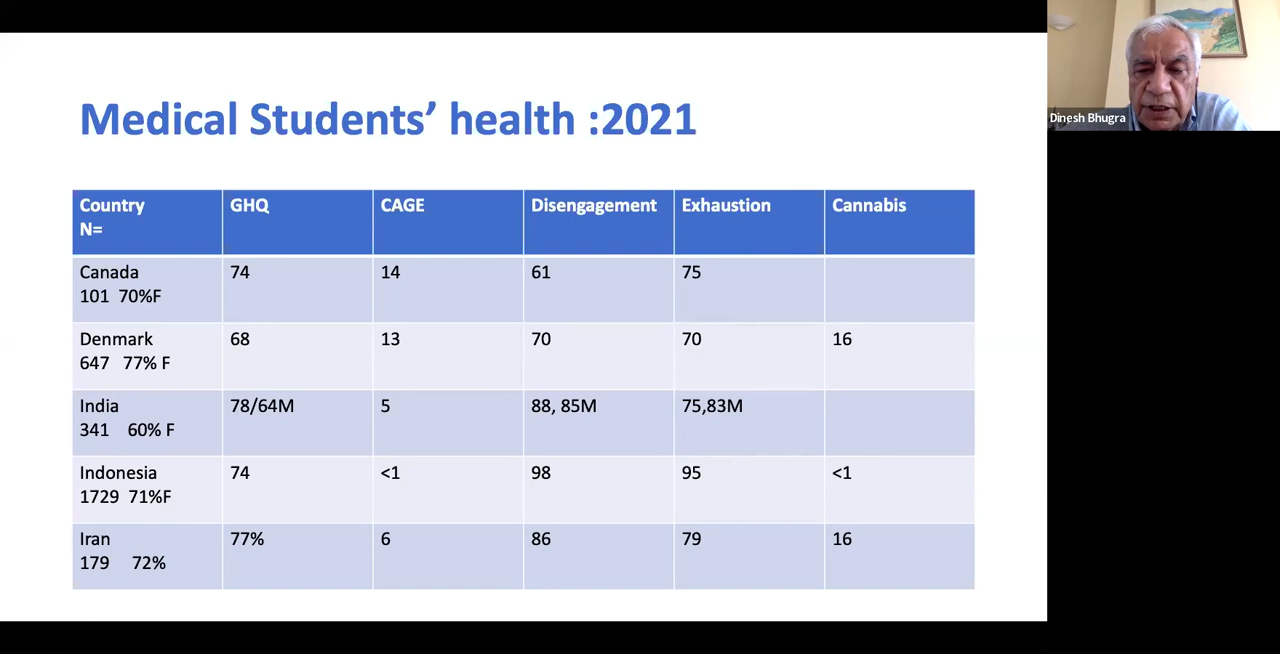 Medical Students’ health :2021
Country
N=
GHQ
CAGE
Disengagement
Exhaustion
Cannabis
Canada
101 70%F
74
14
61
75
Denmark
647 77% F
68
13
70
70
16
India
341 60% F
78/64M
5
88, 85M
75,83M
Indonesia
1729 71%F
74
<1
98
95
<1
Iran
179 72%
77%
6
86
79
16
Dinesh Bhugra